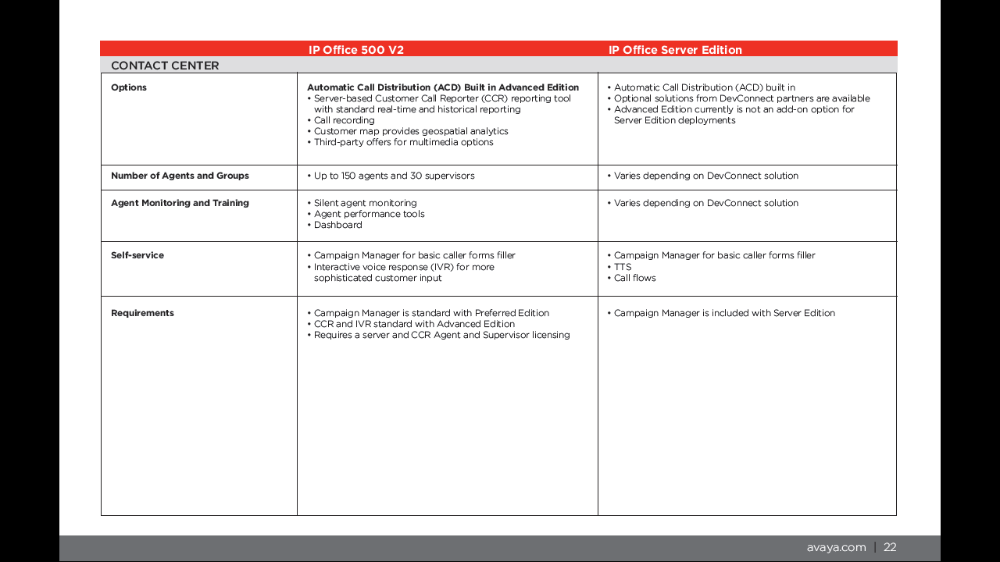 IP Office 500 V2
IP Office Server Edition
CONTACT CENTER
Options
Automatic Call Distribution (ACD) Built in Advanced Edition
• Server-based Customer Call Reporter (CCR) reporting tool
with standard real-time and historical reporting
• Call recording
• Customer map provides geospatial analytics
• Third-party offers for multimedia options
• Automatic Call Distribution (ACD) built in
• Optional solutions from DevConnect partners are available
• Advanced Edition currently is not an add-on option for
Server Edition deployments
Number of Agents and Groups
• Up to 150 agents and 30 supervisors
• Varies depending on DevConnect solution
Agent Monitoring and Training
• Silent agent monitoring
• Agent performance tools
• Dashboard
• Varies depending on DevConnect solution
Self-service
• Campaign Manager for basic caller forms filler
• Interactive voice response (IVR) for more
sophisticated customer input
• Campaign Manager for basic caller forms filler
• TTS
• Call flows
Requirements
• Campaign Manager is standard with Preferred Edition
• CCR and IVR standard with Advanced Edition
• Requires a server and CCR Agent and Supervisor licensing
• Campaign Manager is included with Server Edition
avaya.com | 22